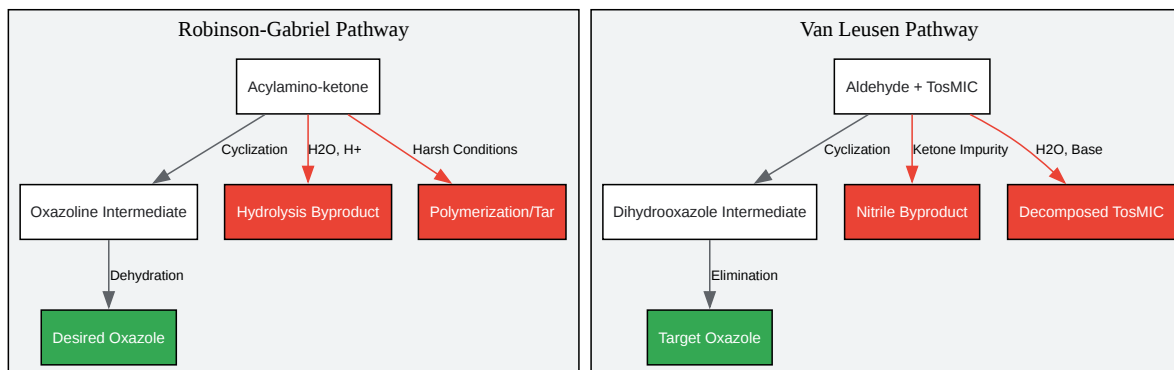 Robinson-Gabriel Pathway
Acylamino-ketone
Cyclization
H2O, H+
Harsh Conditions
Oxazoline Intermediate
Hydrolysis Byproduct
Polymerization/Tar
Dehydration
Desired Oxazole
Van Leusen Pathway
Aldehyde + TosMIC
Cyclization
Ketone Impurity
H2O, Base
Dihydrooxazole Intermediate
Nitrile Byproduct
Decomposed TosMIC
Elimination
Target Oxazole